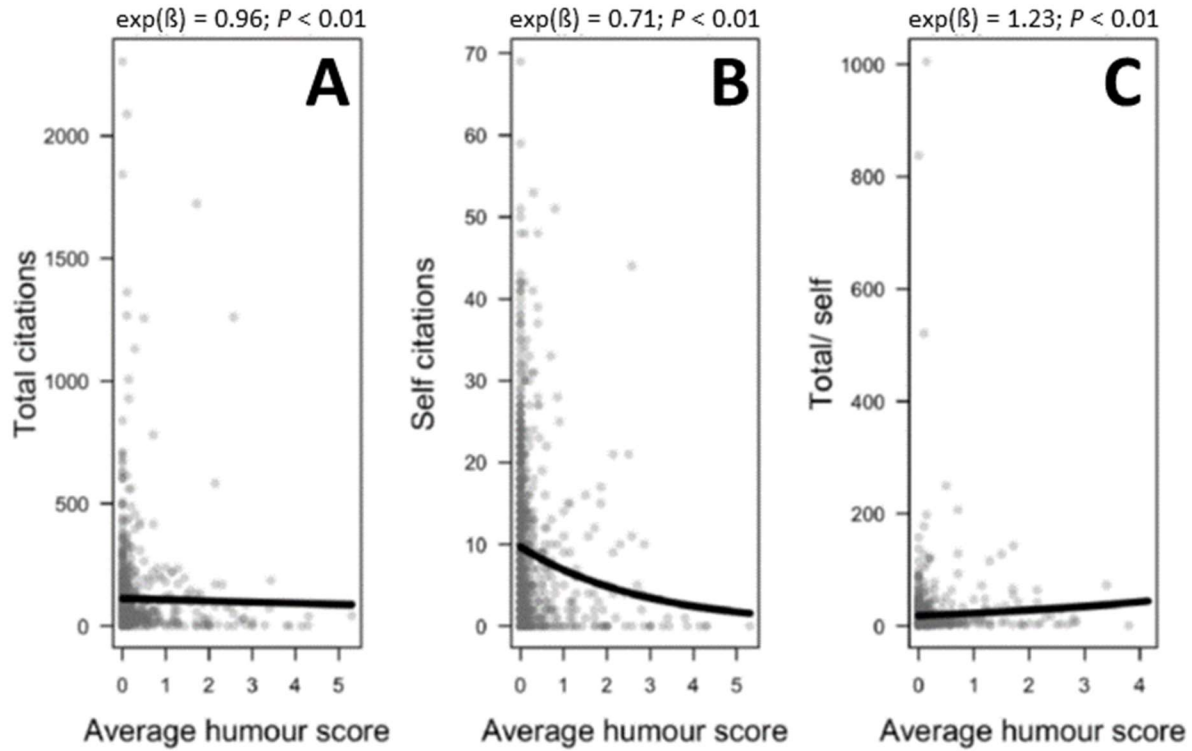 exp(ß) = 0.96; P < 0.01
A
Total citations
2000
1500
1000
500
0
0 1 2 3 4 5
Average humour score
exp(ß) = 0.71; P < 0.01
B
Self citations
70
60
50
40
30
20
10
0
0 1 2 3 4 5
Average humour score
exp(ß) = 1.23; P < 0.01
C
Total/ self
1000
800
600
400
200
0
0 1 2 3 4
Average humour score